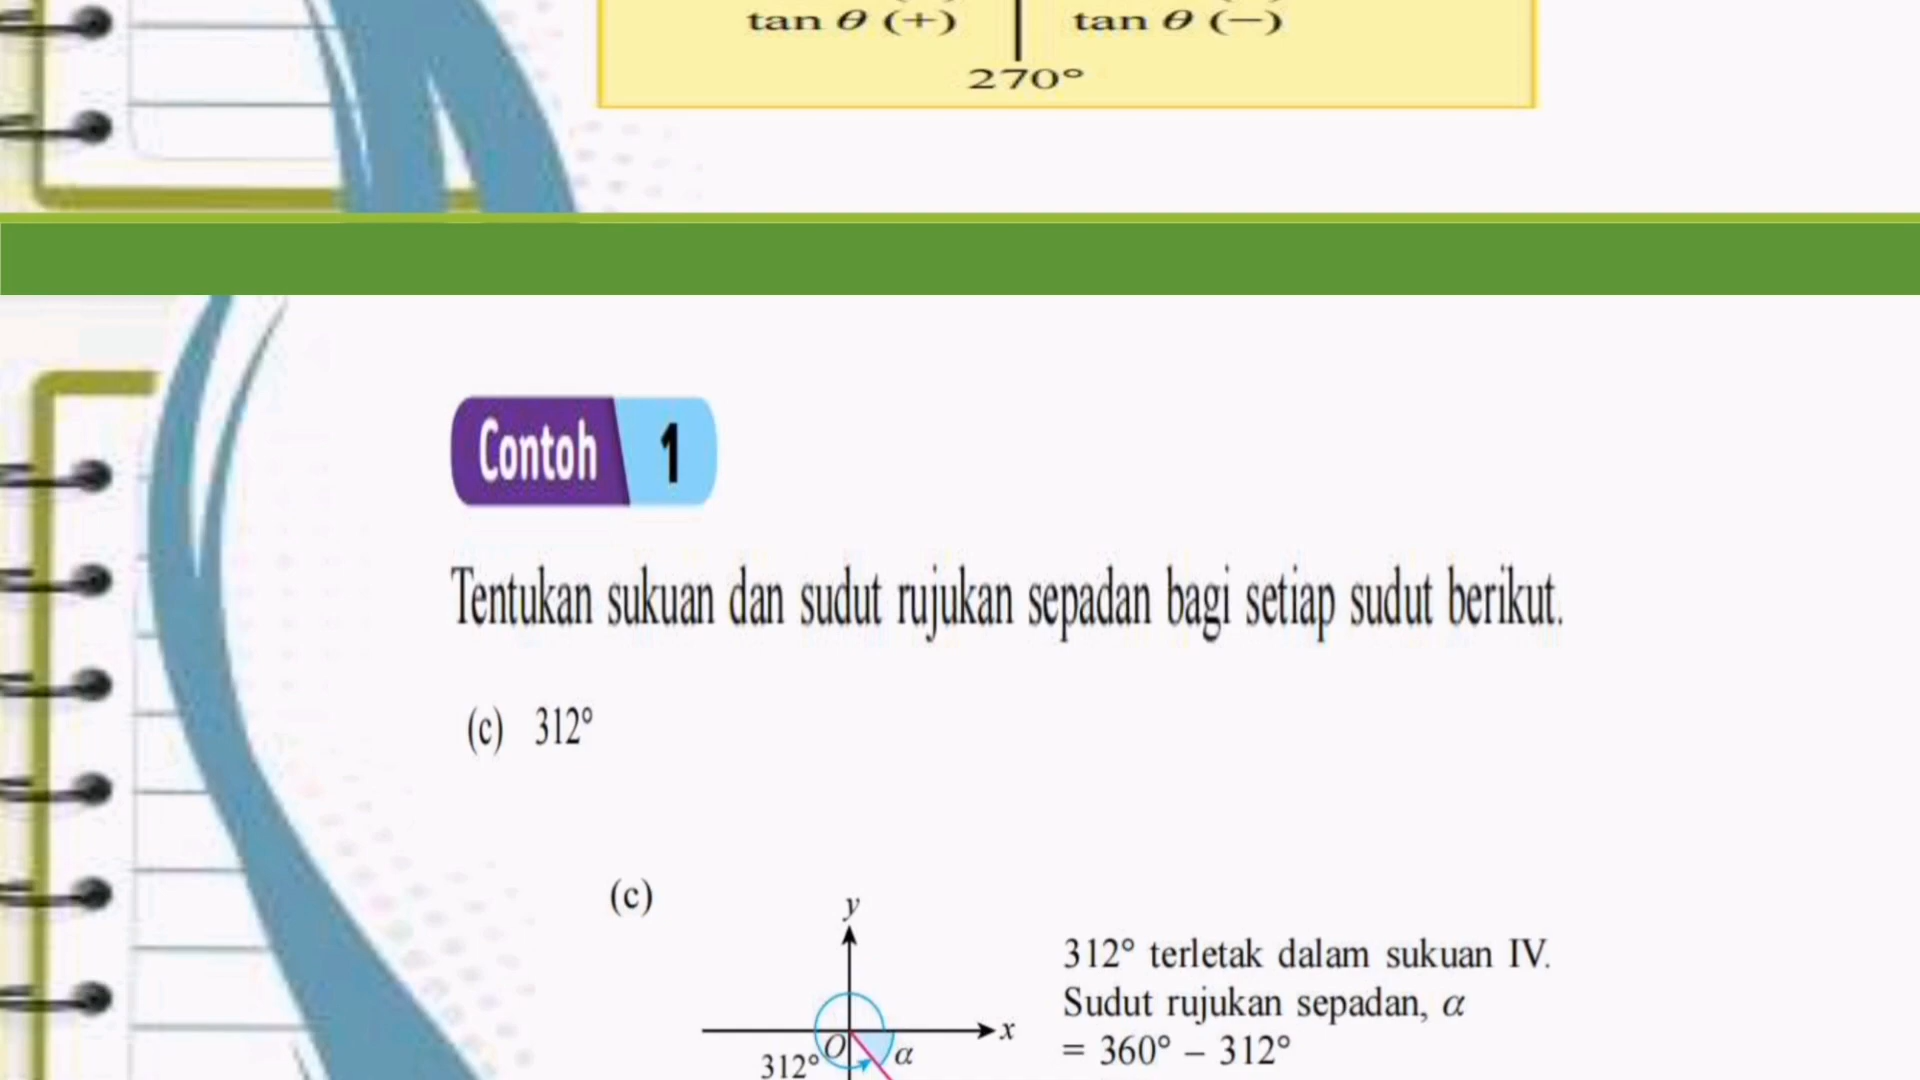 tan θ (+) tan θ (−)
270°
Contoh 1
Tentukan sukuan dan sudut rujukan sepadan bagi setiap sudut berikut.
(c) 312°
(c)
y
312° terletak dalam sukuan IV.
Sudut rujukan sepadan, α
x
= 360° – 312°
O α
312°